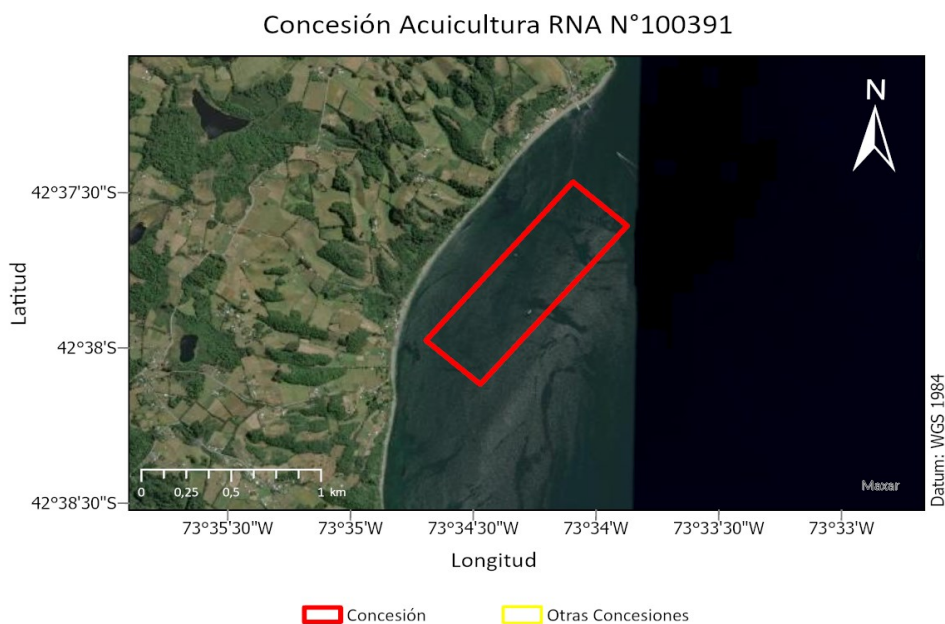 Concesión Acuicultura RNA N°100391
N
42°37'30"S
42°38'S
42°38'30"S
Latitud
0 0,25 0,5 1 km
Maxar
Datum: WGS 1984
73°35'30"W 73°35'W 73°34'30"W 73°34'W 73°33'30"W 73°33'W
Longitud
Concesión Otras Concesiones